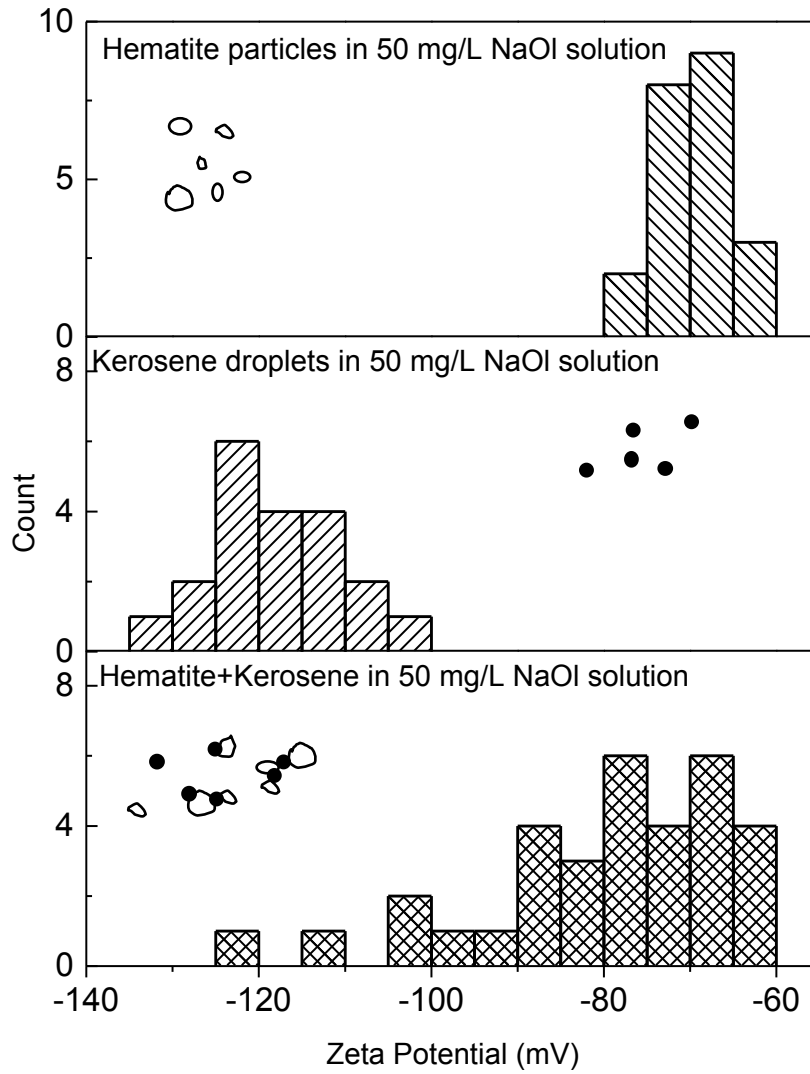 10
Hematite particles in 50 mg/L NaOl solution
5
0
Kerosene droplets in 50 mg/L NaOl solution
8
4
0
Count
Hematite+Kerosene in 50 mg/L NaOl solution
8
4
0
-140 -120 -100 -80 -60
Zeta Potential (mV)